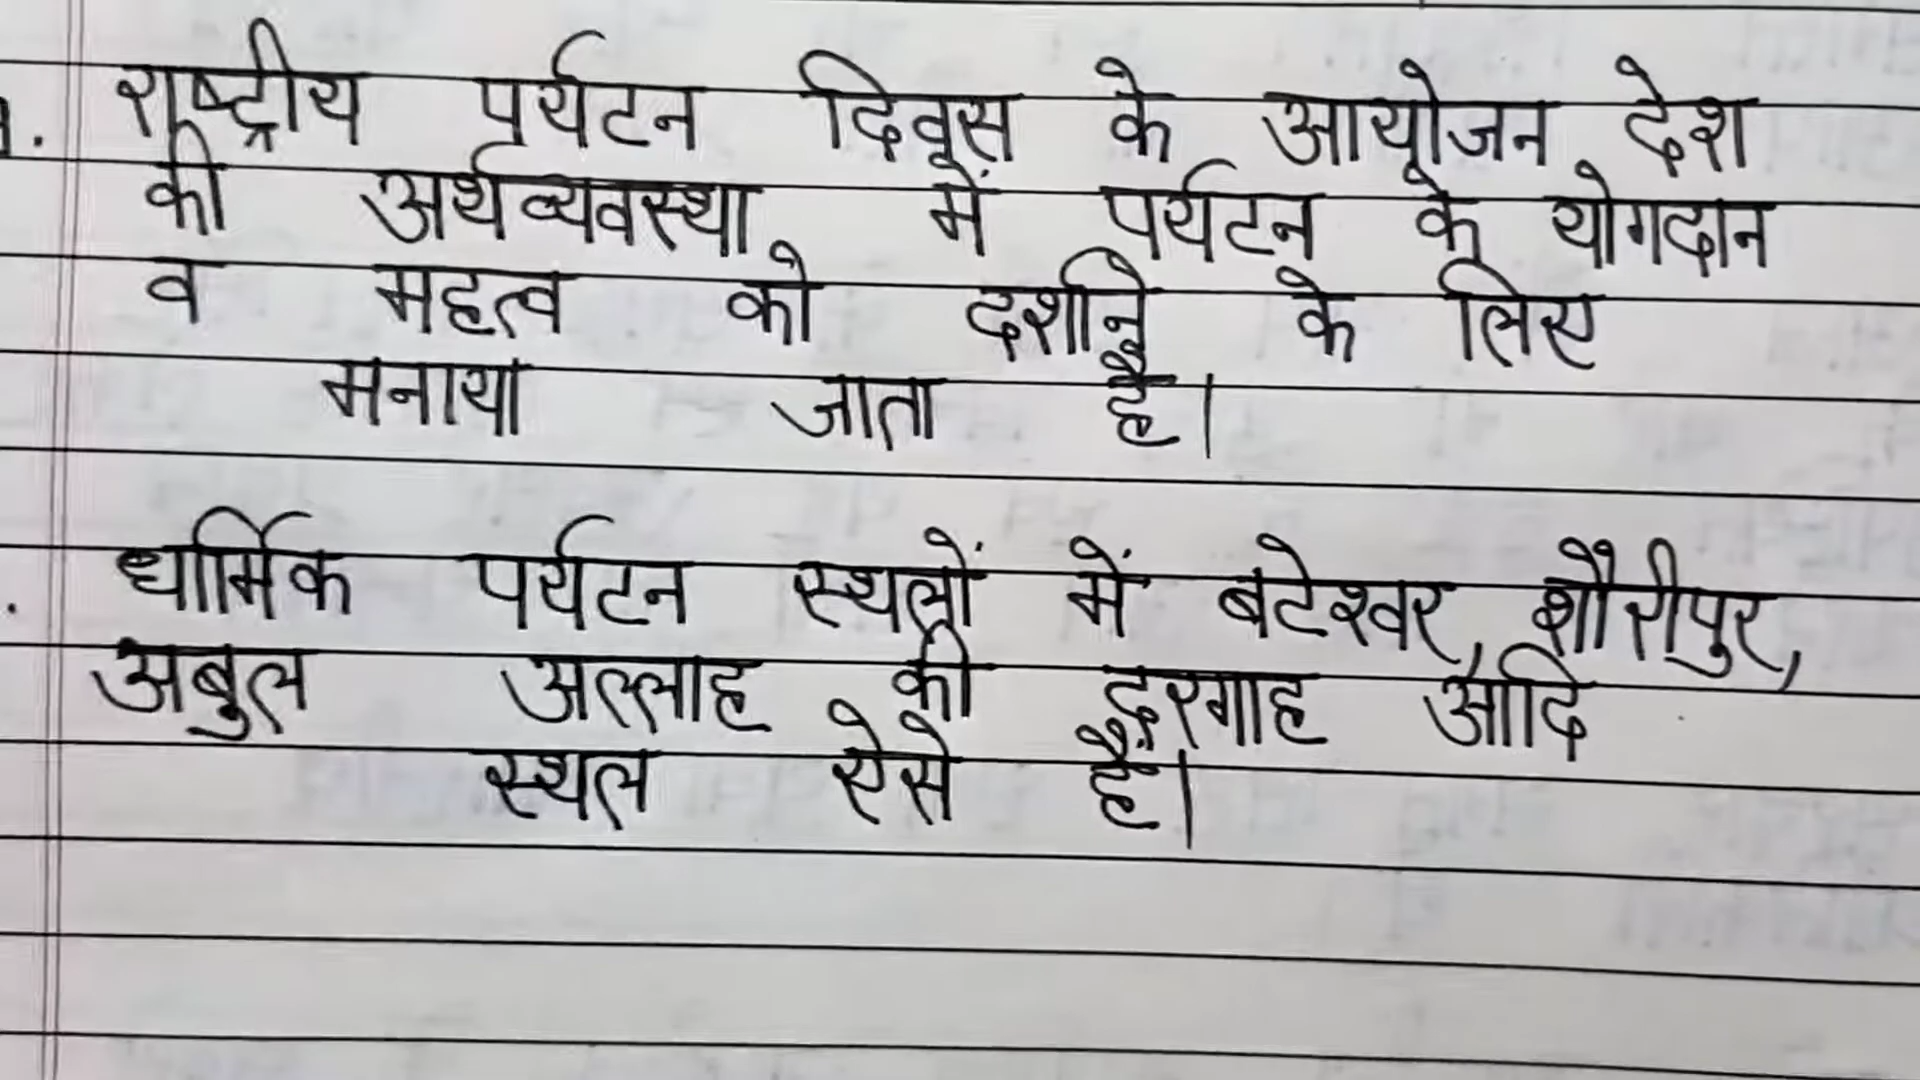 राष्ट्रीय पर्यटन दिवस के आयोजन देश
की अर्थव्यवस्था में पर्यटन के योगदान
व महत्व को दर्शाने के लिए
मनाया जाता है।
धार्मिक पर्यटन स्थलों में बटेश्वर, शौरीपुर,
अबुल अल्लाह की दरगाह आदि
स्थल ऐसे है।